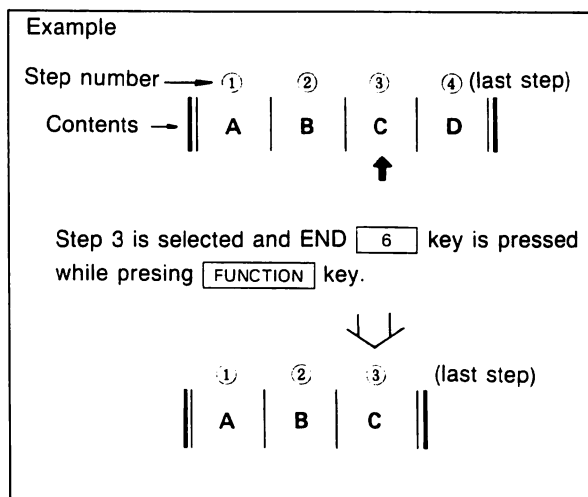 Example
Step number ① ② ③ ④ (last step)
Contents A B C D
Step 3 is selected and END 6 key is pressed
while presing FUNCTION key.
① ② ③ (last step)
A B C